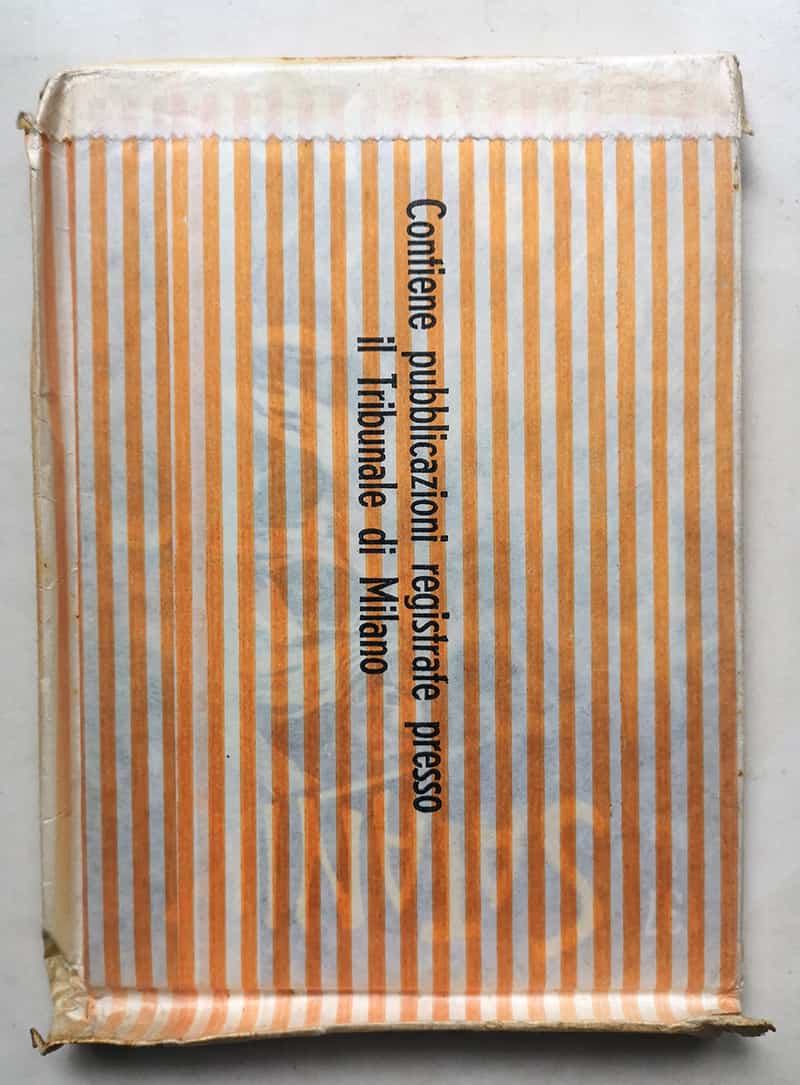 Contiene pubblicazioni registrate presso
il Tribunale di Milano